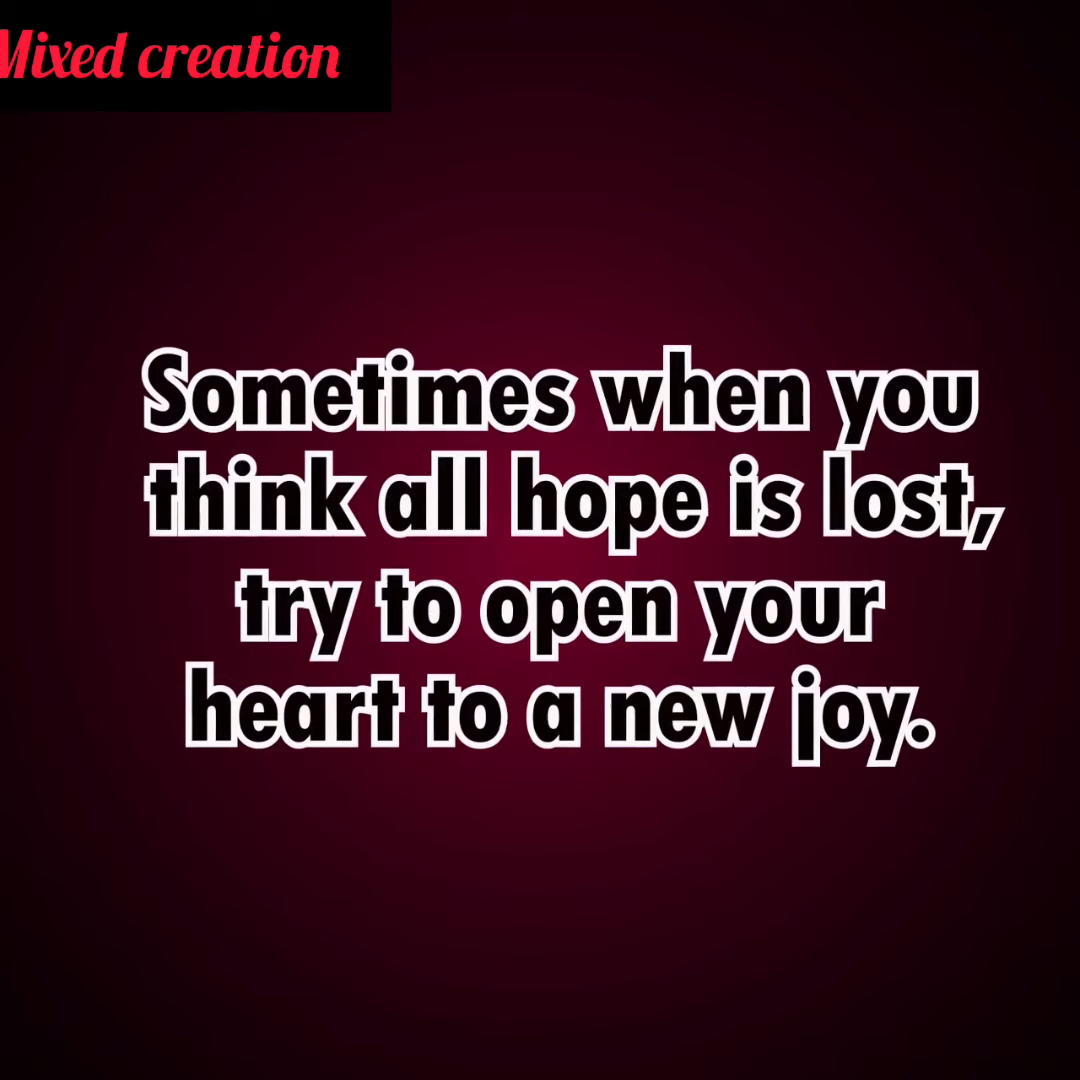 Mixed creation
Sometimes when you
think all hope is lost,
try to open your
heart to a new joy.